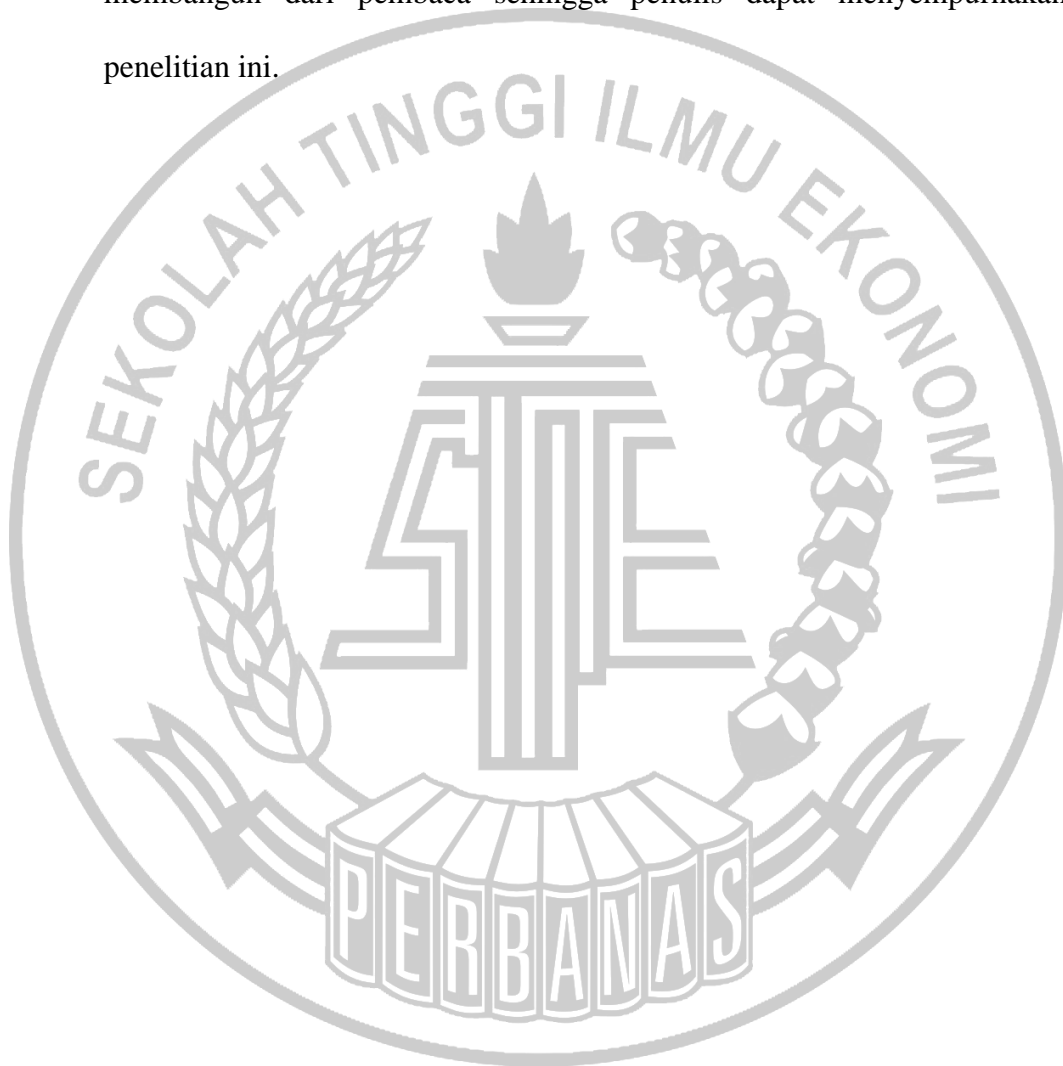 membangun dari pembaca sehingga penulis dapat menyempurnakan
penelitian ini.
SEKOLAH TINGGI ILMU EKONOMI
STIE
PERBANAS